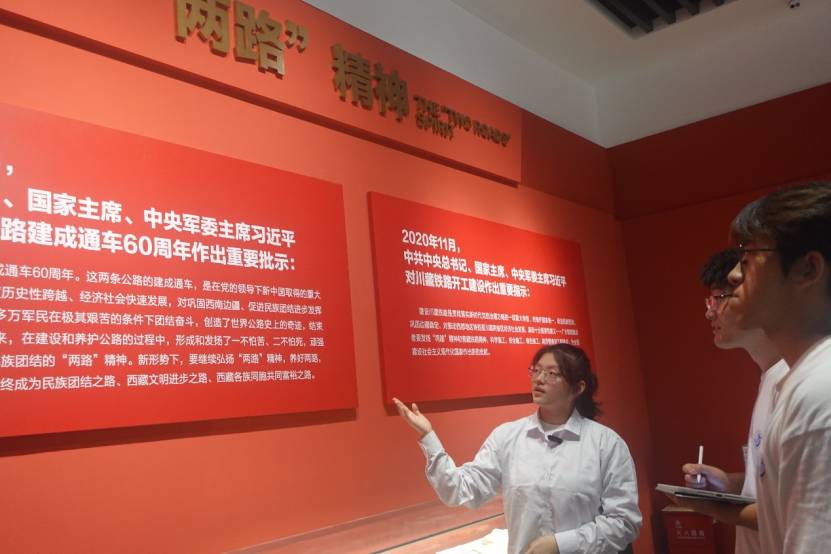 两路”精神
THE "TWO ROADS"
SPIRIT
，
、国家主席、中央军委主席习近平
路建成通车60周年作出重要批示：
成通车60周年。这两条公路的建成通车，是在党的领导下新中国取得的重大
历史性跨越、经济社会快速发展，对巩固西南边疆、促进民族团结进步发挥
多万军民在极其艰苦的条件下团结奋斗，创造了世界公路史上的奇迹，结束
来，在建设和养护公路的过程中，形成和发扬了一不怕苦、二不怕死，顽强
民族团结的“两路”精神。新形势下，要继续弘扬“两路”精神，养好两路，
终成为民族团结之路、西藏文明进步之路、西藏各族同胞共同富裕之路。
2020年11月，
中共中央总书记、国家主席、中央军委主席习近平
对川藏铁路开工建设作出重要指示：